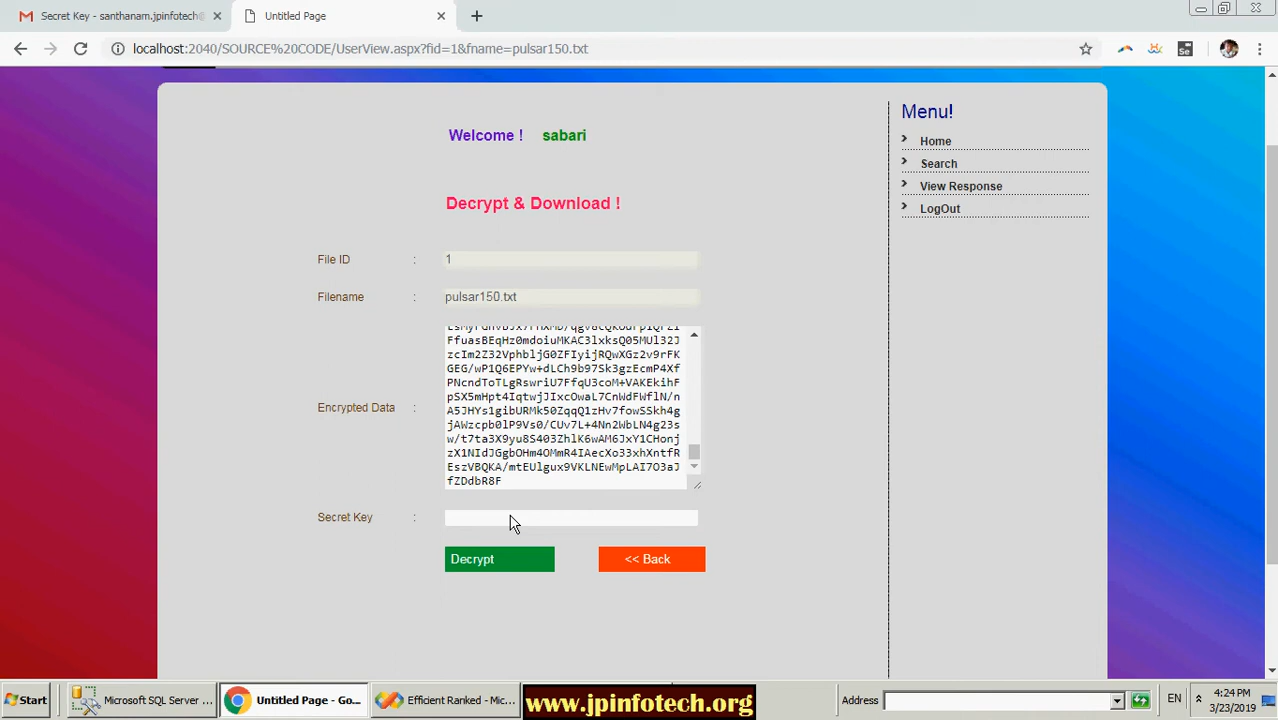 Secret Key - santhanam.jpinfotech@
Untitled Page
localhost:2040/SOURCE%20CODE/UserView.aspx?fid=1&fname=pulsar150.txt
Welcome ! sabari
Menu!
Home
Search
View Response
LogOut
Decrypt & Download !
File ID : 1
Filename : pulsar150.txt
Encrypted Data :
FfuasBEqHz0mdoiuMKAC3lxksQ05MUl32J
zcIm2Z32VphbljG0ZFIyijRQwXGz2v9rFK
GEG/wP1Q6EPYw+dLCh9b97Sk3gzEcmP4Xf
PNcndToTLgRswriU7FfqU3coM+VAKEkihF
pSX5mHpt4IqtwjJIxcOwaL7CnWdFWflN/n
A5JHYs1gibURMk50ZqqQ1zHv7fowSSkh4g
jAWzcpb0lP9Vs0/CUv7L+4Nn2WbLN4g23s
w/t7ta3X9yu8S403ZhlK6wAM6JxY1CHonj
zX1NIdJGgbOHm4OMmR4IAecXo33xhXntfR
EszVBQKA/mtEUlgux9VKLNEwMpLAI7O3aJ
fZDdbR8F
Secret Key :
Decrypt
<< Back
Start
Microsoft SQL Server ...
Untitled Page - Go...
Efficient Ranked - Mic...
www.jpinfotech.org
Address
EN
4:24 PM
3/23/2019